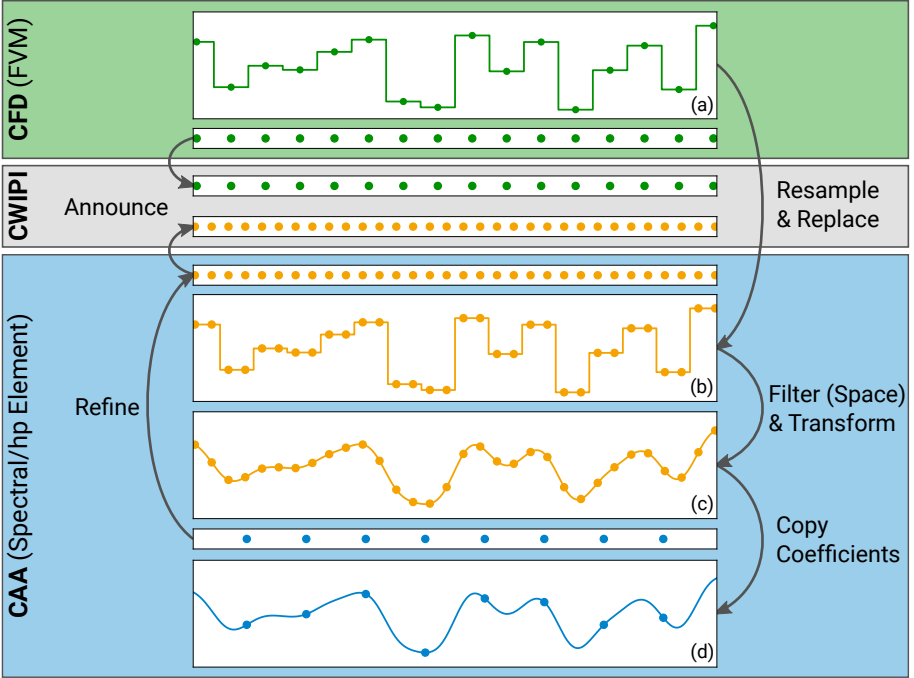 CFD (FVM)
(a)
CWIPI
Announce
Resample
& Replace
CAA (Spectral/hp Element)
(b)
Refine
Filter (Space)
& Transform
(c)
Copy
Coefficients
(d)